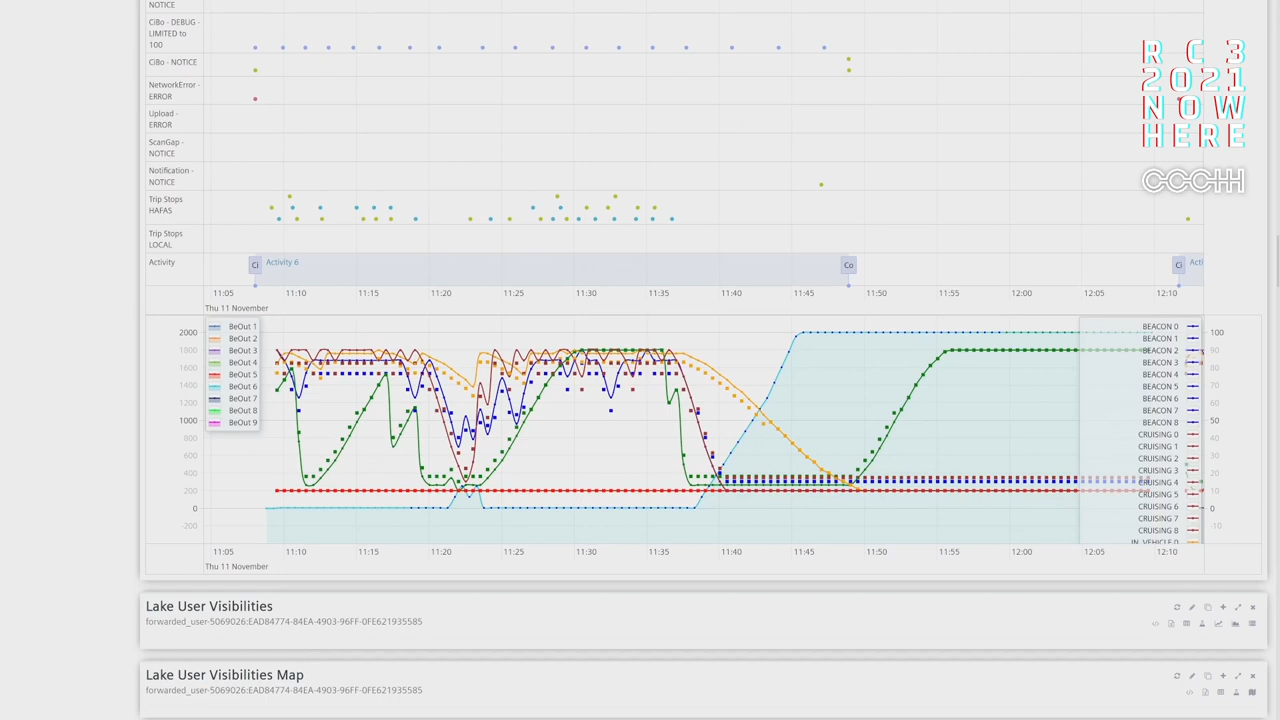 NOTICE
CiBo - DEBUG -
LIMITED to
100
CiBo - NOTICE
NetworkError -
ERROR
Upload -
ERROR
ScanGap -
NOTICE
Notification -
NOTICE
Trip Stops
HAFAS
Trip Stops
LOCAL
Activity
Ci
Activity 6
Co
Ci
Acti
11:05 11:10 11:15 11:20 11:25 11:30 11:35 11:40 11:45 11:50 11:55 12:00 12:05 12:10
Thu 11 November
RC3
2021
NOW
HERE
CCCHH
2000
1800
1600
1400
1200
1000
800
600
400
200
0
-200
BeOut 1
BeOut 2
BeOut 3
BeOut 4
BeOut 5
BeOut 6
BeOut 7
BeOut 8
BeOut 9
BEACON 0
BEACON 1
BEACON 2
BEACON 3
BEACON 4
BEACON 5
BEACON 6
BEACON 7
BEACON 8
CRUISING 0
CRUISING 1
CRUISING 2
CRUISING 3
CRUISING 4
CRUISING 5
CRUISING 6
CRUISING 7
CRUISING 8
IN_VEHICLE 0
100
90
80
70
60
50
40
30
20
10
0
-10
11:05 11:10 11:15 11:20 11:25 11:30 11:35 11:40 11:45 11:50 11:55 12:00 12:05 12:10
Thu 11 November
Lake User Visibilities
forwarded_user-5069026:EAD84774-84EA-4903-96FF-0FE621935585
Lake User Visibilities Map
forwarded_user-5069026:EAD84774-84EA-4903-96FF-0FE621935585